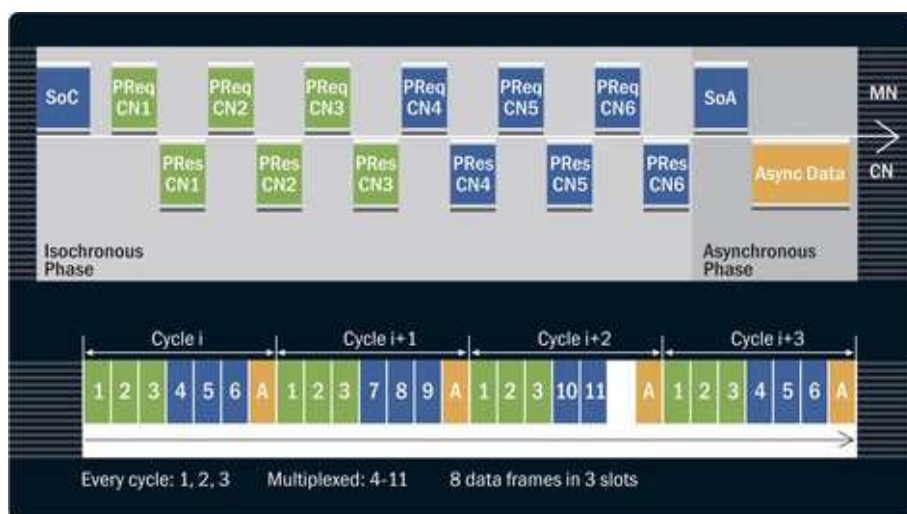 SoC PReq CN1 PReq CN2 PReq CN3 PReq CN4 PReq CN5 PReq CN6 SoA MN
PRes CN1 PRes CN2 PRes CN3 PRes CN4 PRes CN5 PRes CN6 Async Data CN
Isochronous Phase Asynchronous Phase
Cycle i Cycle i+1 Cycle i+2 Cycle i+3
1 2 3 4 5 6 A 1 2 3 7 8 9 A 1 2 3 10 11 A 1 2 3 4 5 6 A
Every cycle: 1, 2, 3 Multiplexed: 4-11 8 data frames in 3 slots